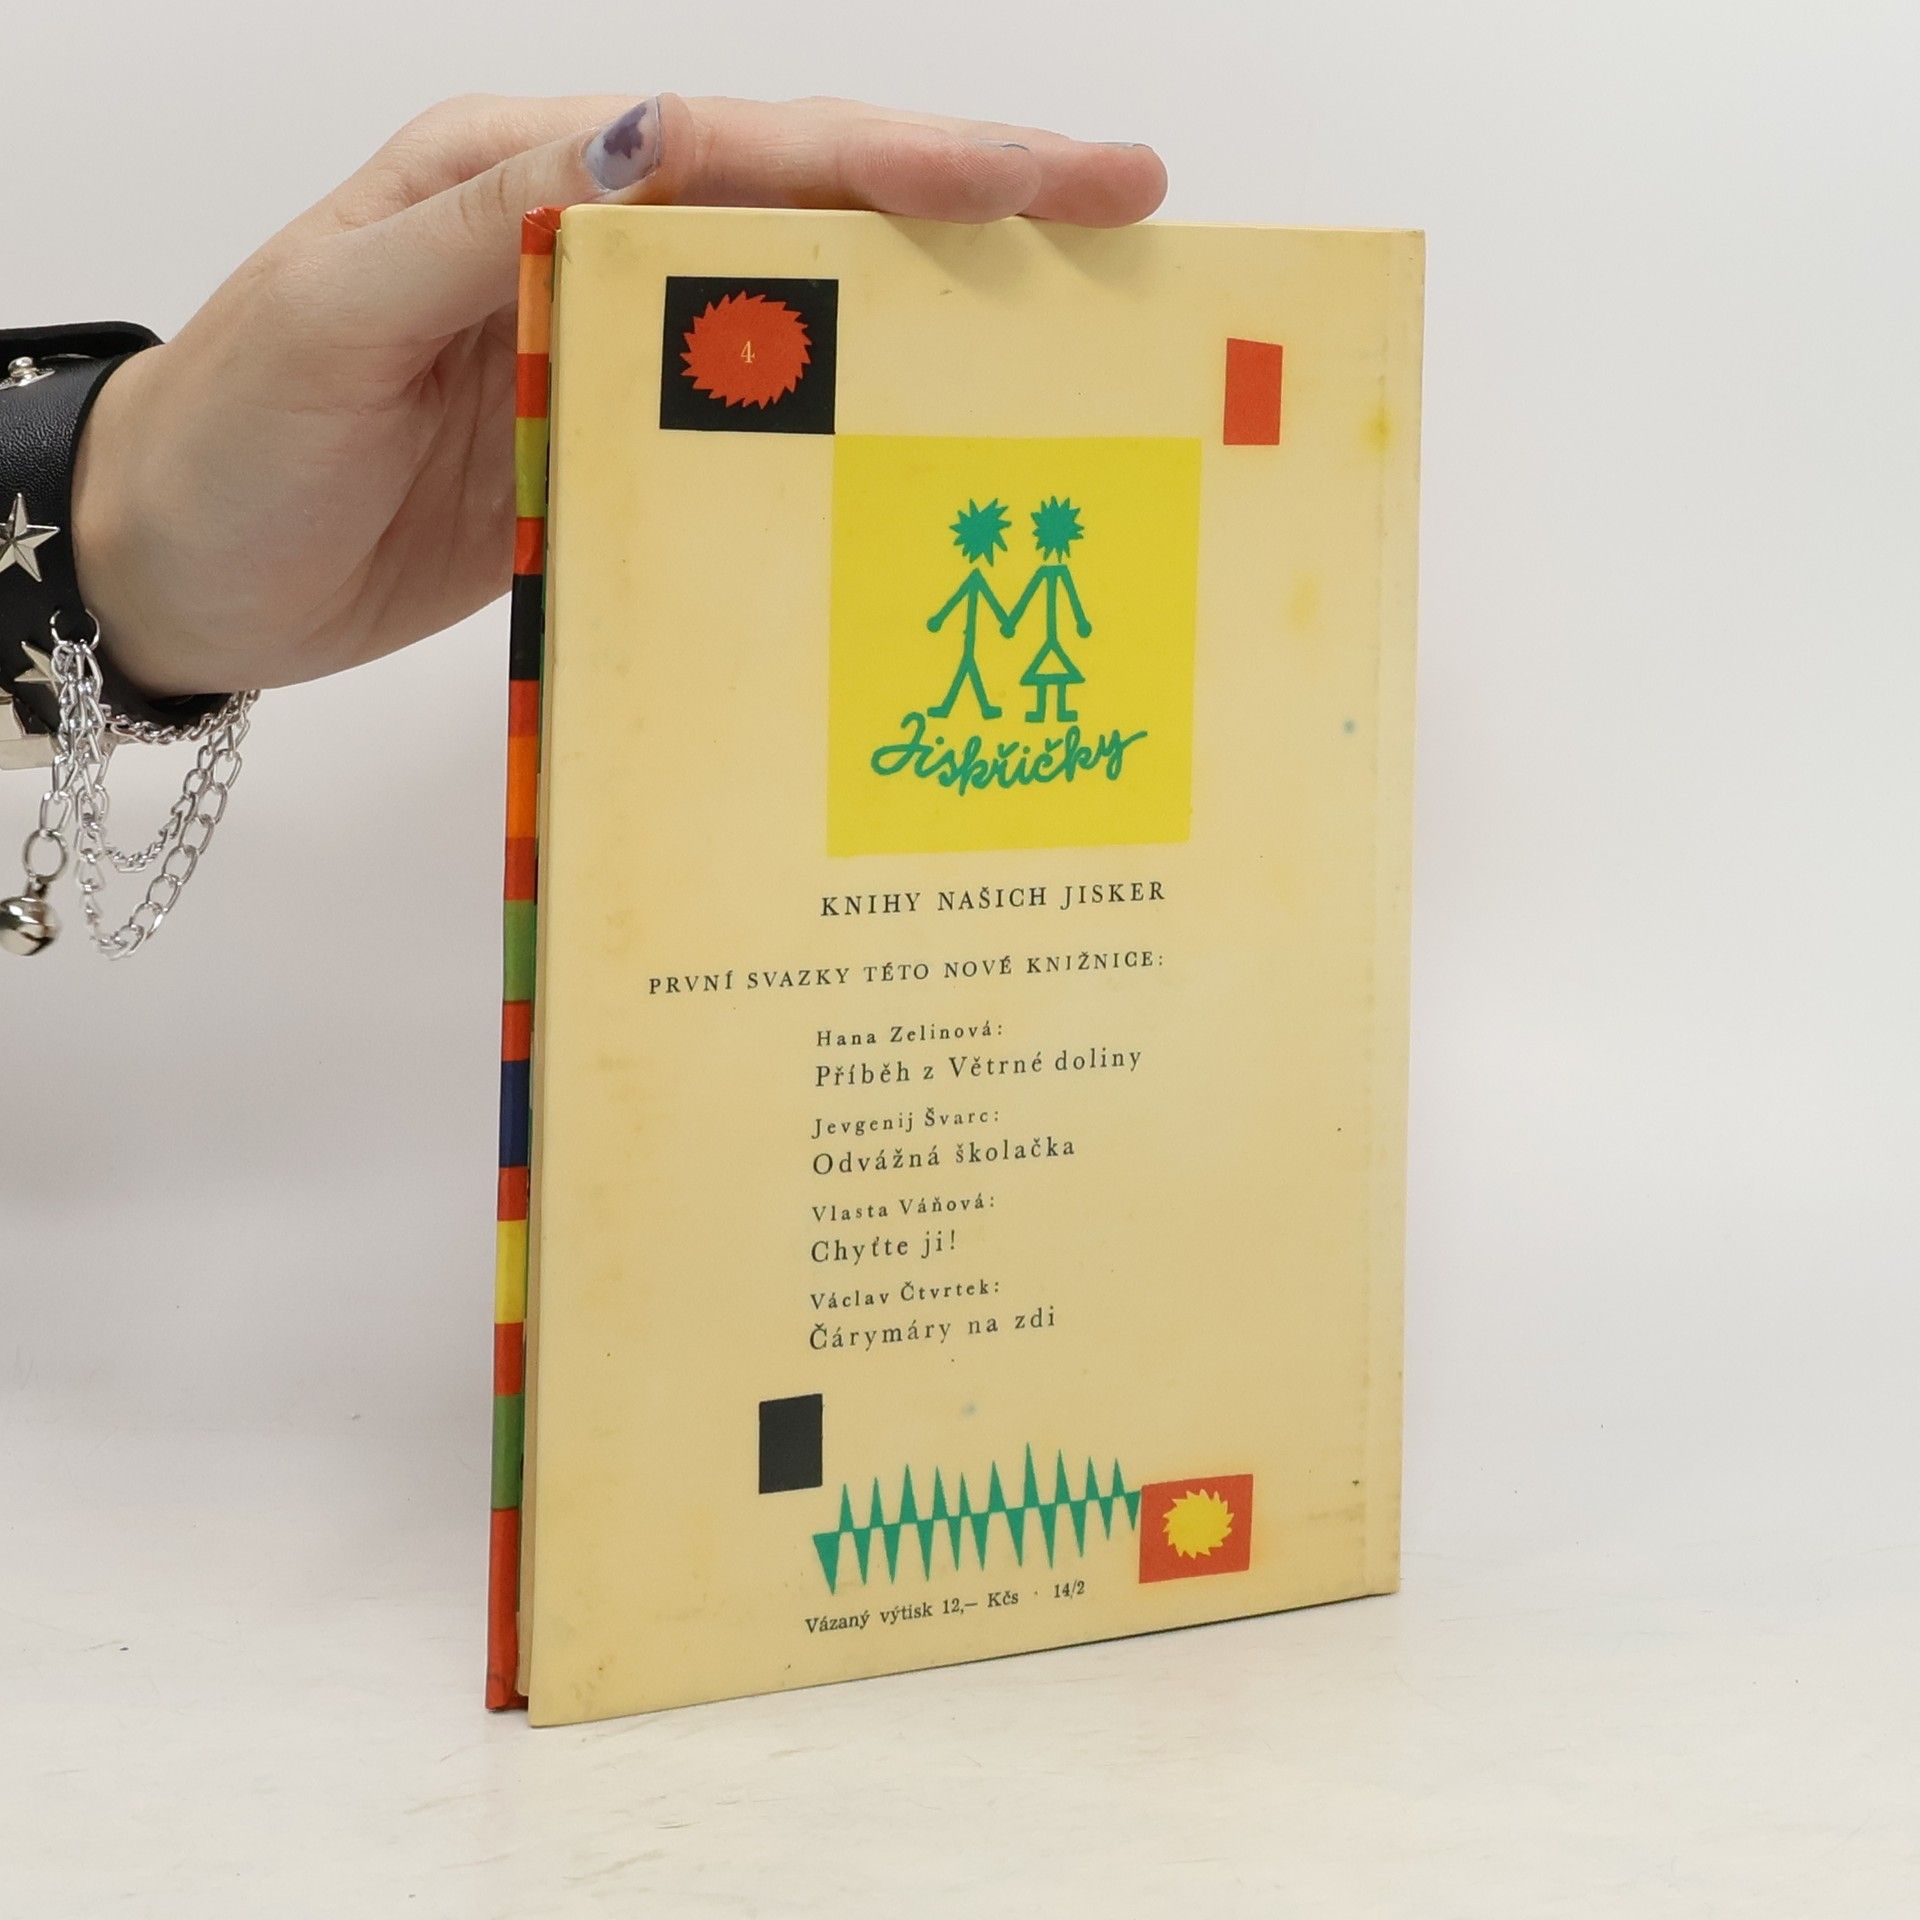 4
Jiskřičky
KNIHY NAŠICH JISKER
PRVNÍ SVAZKY TÉTO NOVÉ KNIŽNICE:
Hana Zelinová:
Příběh z Větrné doliny
Jevgenij Švarc:
Odvážná školačka
Vlasta Váňová:
Chyťte ji!
Václav Čtvrtek:
Čárymáry na zdi
Vázaný výtisk 12,— Kčs · 14/2